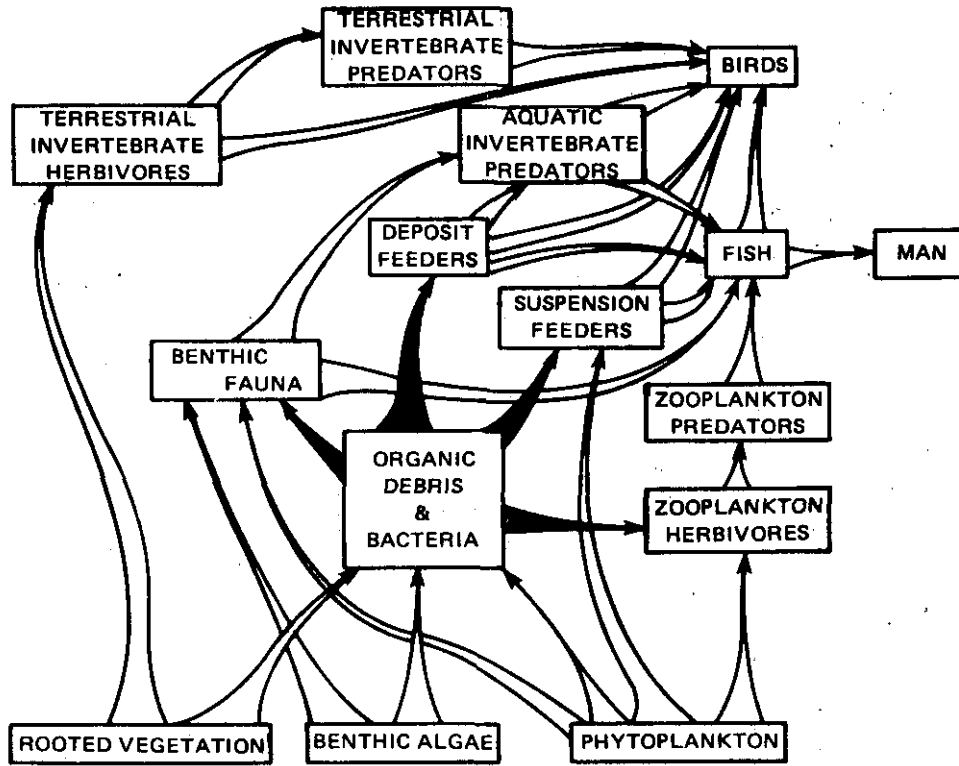 TERRESTRIAL
INVERTEBRATE
PREDATORS
BIRDS
TERRESTRIAL
INVERTEBRATE
HERBIVORES
AQUATIC
INVERTEBRATE
PREDATORS
DEPOSIT
FEEDERS
FISH
MAN
SUSPENSION
FEEDERS
BENTHIC
FAUNA
ZOOPLANKTON
PREDATORS
ORGANIC
DEBRIS
&
BACTERIA
ZOOPLANKTON
HERBIVORES
ROOTED VEGETATION
BENTHIC ALGAE
PHYTOPLANKTON